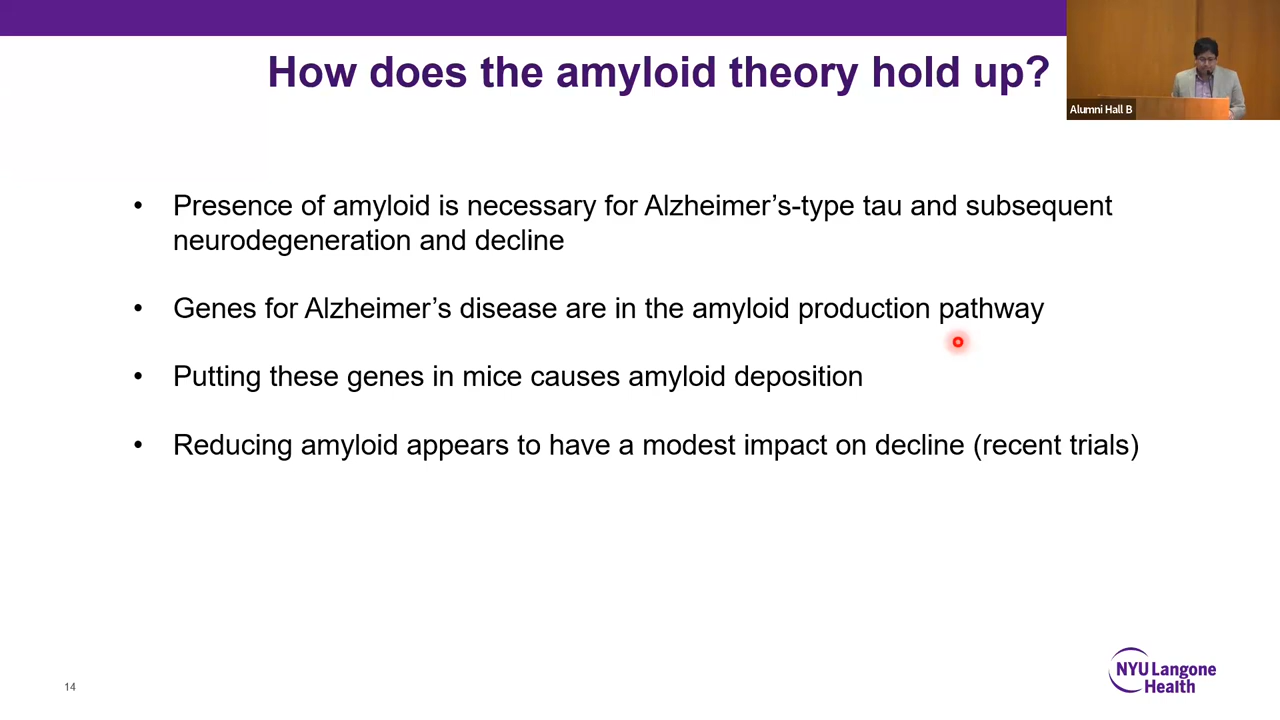 How does the amyloid theory hold up?
Alumni Hall B
• Presence of amyloid is necessary for Alzheimer’s-type tau and subsequent
neurodegeneration and decline
• Genes for Alzheimer’s disease are in the amyloid production pathway
• Putting these genes in mice causes amyloid deposition
• Reducing amyloid appears to have a modest impact on decline (recent trials)
14
NYU Langone
Health